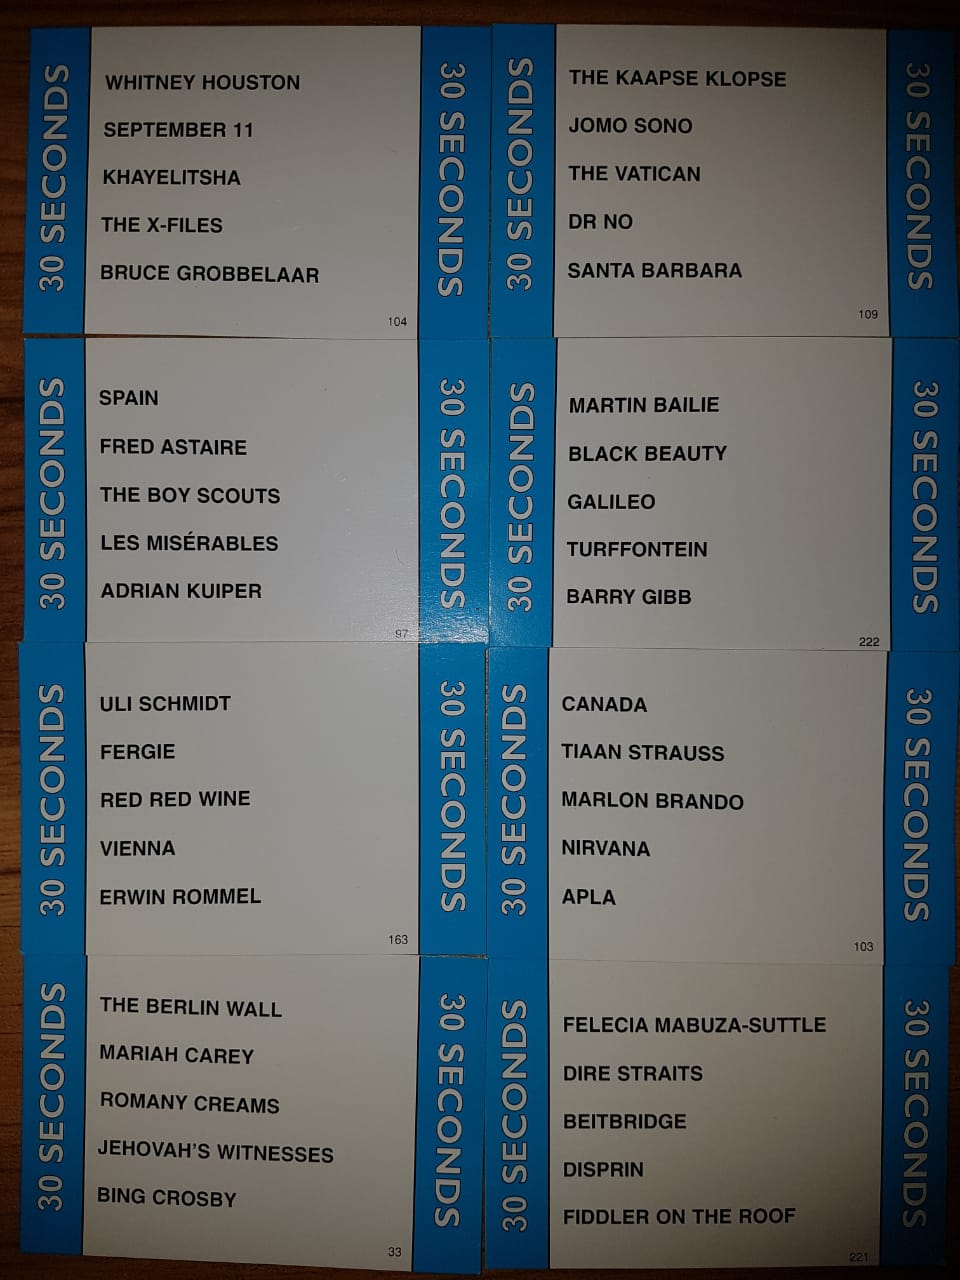 30 SECONDS
WHITNEY HOUSTON
SEPTEMBER 11
KHAYELITSHA
THE X-FILES
BRUCE GROBBELAAR
104
30 SECONDS
30 SECONDS
THE KAAPSE KLOPSE
JOMO SONO
THE VATICAN
DR NO
SANTA BARBARA
109
30 SECONDS
30 SECONDS
SPAIN
FRED ASTAIRE
THE BOY SCOUTS
LES MISÉRABLES
ADRIAN KUIPER
97
30 SECONDS
30 SECONDS
MARTIN BAILIE
BLACK BEAUTY
GALILEO
TURFFONTEIN
BARRY GIBB
222
30 SECONDS
30 SECONDS
ULI SCHMIDT
FERGIE
RED RED WINE
VIENNA
ERWIN ROMMEL
163
30 SECONDS
30 SECONDS
CANADA
TIAAN STRAUSS
MARLON BRANDO
NIRVANA
APLA
103
30 SECONDS
30 SECONDS
THE BERLIN WALL
MARIAH CAREY
ROMANY CREAMS
JEHOVAH'S WITNESSES
BING CROSBY
33
30 SECONDS
30 SECONDS
FELECIA MABUZA-SUTTLE
DIRE STRAITS
BEITBRIDGE
DISPRIN
FIDDLER ON THE ROOF
221
30 SECONDS